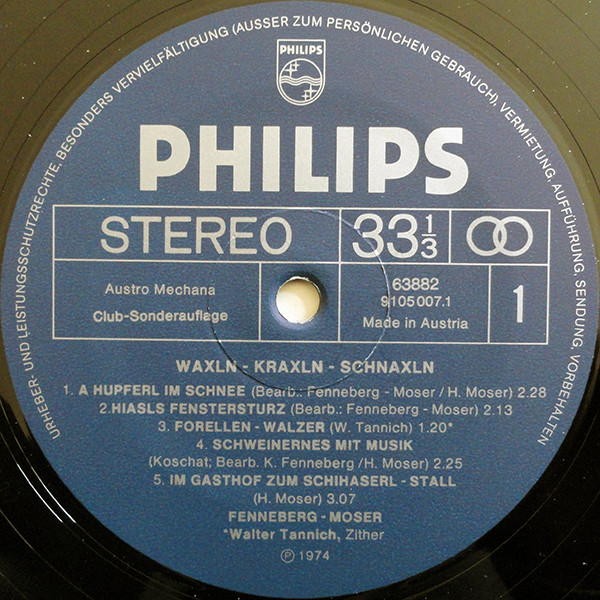 URHEBER- UND LEISTUNGSSCHUTZRECHTE, BESONDERS VERVIELFÄLTIGUNG (AUSSER ZUM PERSÖNLICHEN GEBRAUCH), VERMIETUNG, AUFFÜHRUNG, SENDUNG, VORBEHALTEN
PHILIPS
PHILIPS
STEREO 33 1/3
Austro Mechana
Club-Sonderauflage
63882
9105007.1
Made in Austria
1
WAXLN - KRAXLN - SCHNAXLN
1. A HUPFERL IM SCHNEE (Bearb.: Fenneberg - Moser / H. Moser) 2.28
2. HIASLS FENSTERSTURZ (Bearb.: Fenneberg - Moser) 2.13
3. FORELLEN - WALZER (W. Tannich) 1.20*
4. SCHWEINERNES MIT MUSIK
(Koschat; Bearb. K. Fenneberg / H. Moser) 2.25
5. IM GASTHOF ZUM SCHIHASERL - STALL
(H. Moser) 3.07
FENNEBERG - MOSER
*Walter Tannich, Zither
Ⓟ 1974